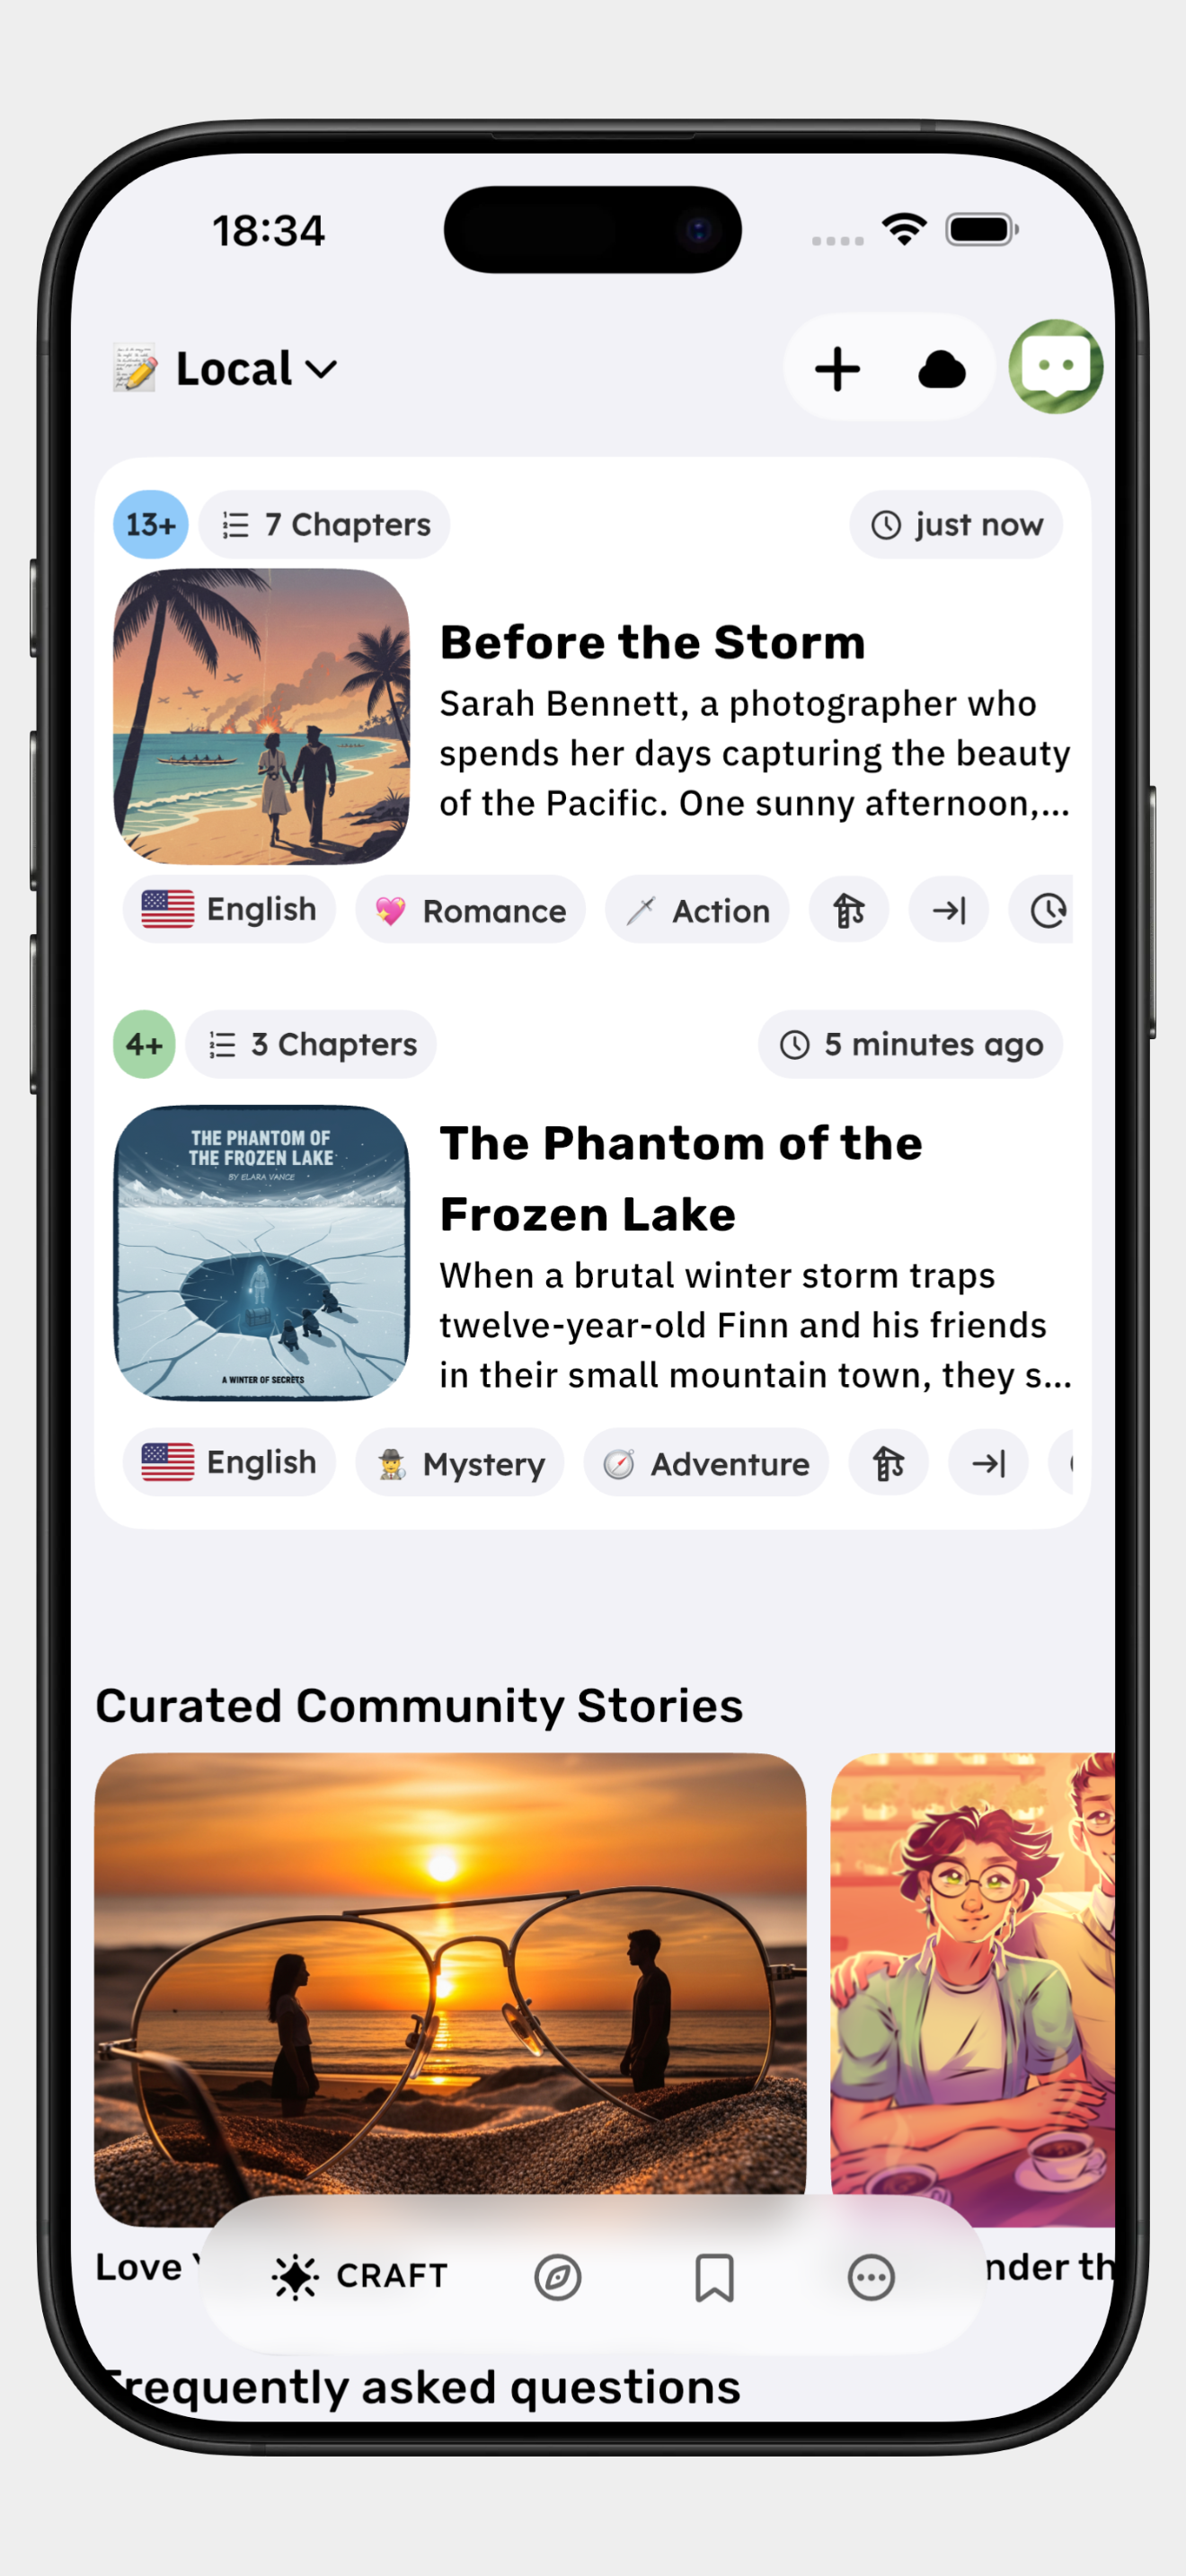 18:34
Local
13+
7 Chapters
just now
Before the Storm
Sarah Bennett, a photographer who
spends her days capturing the beauty
of the Pacific. One sunny afternoon,...
English
Romance
Action
4+
3 Chapters
5 minutes ago
THE PHANTOM OF
THE FROZEN LAKE
BY ELARA VANCE
A WINTER OF SECRETS
The Phantom of the
Frozen Lake
When a brutal winter storm traps
twelve-year-old Finn and his friends
in their small mountain town, they s...
English
Mystery
Adventure
Curated Community Stories
Love
CRAFT
nder th
Frequently asked questions